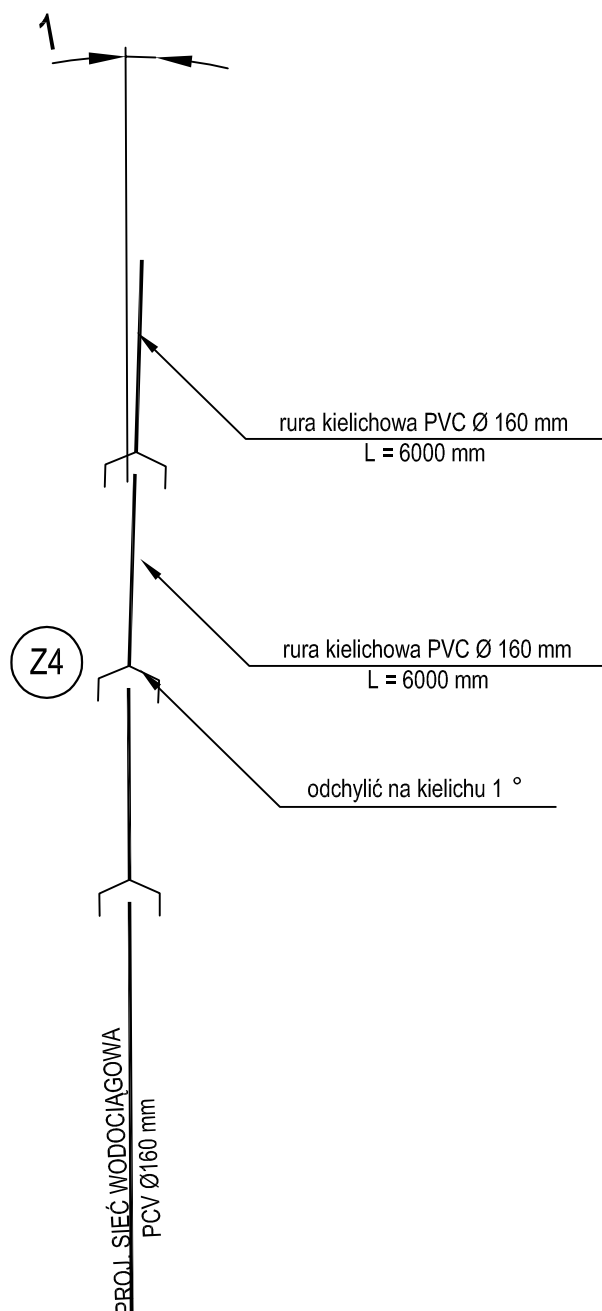 1
rura kielichowa PVC Ø 160 mm
L = 6000 mm
Z4
rura kielichowa PVC Ø 160 mm
L = 6000 mm
odchylić na kielichu 1 °
PROJ. SIEĆ WODOCIĄGOWA
PCV Ø160 mm